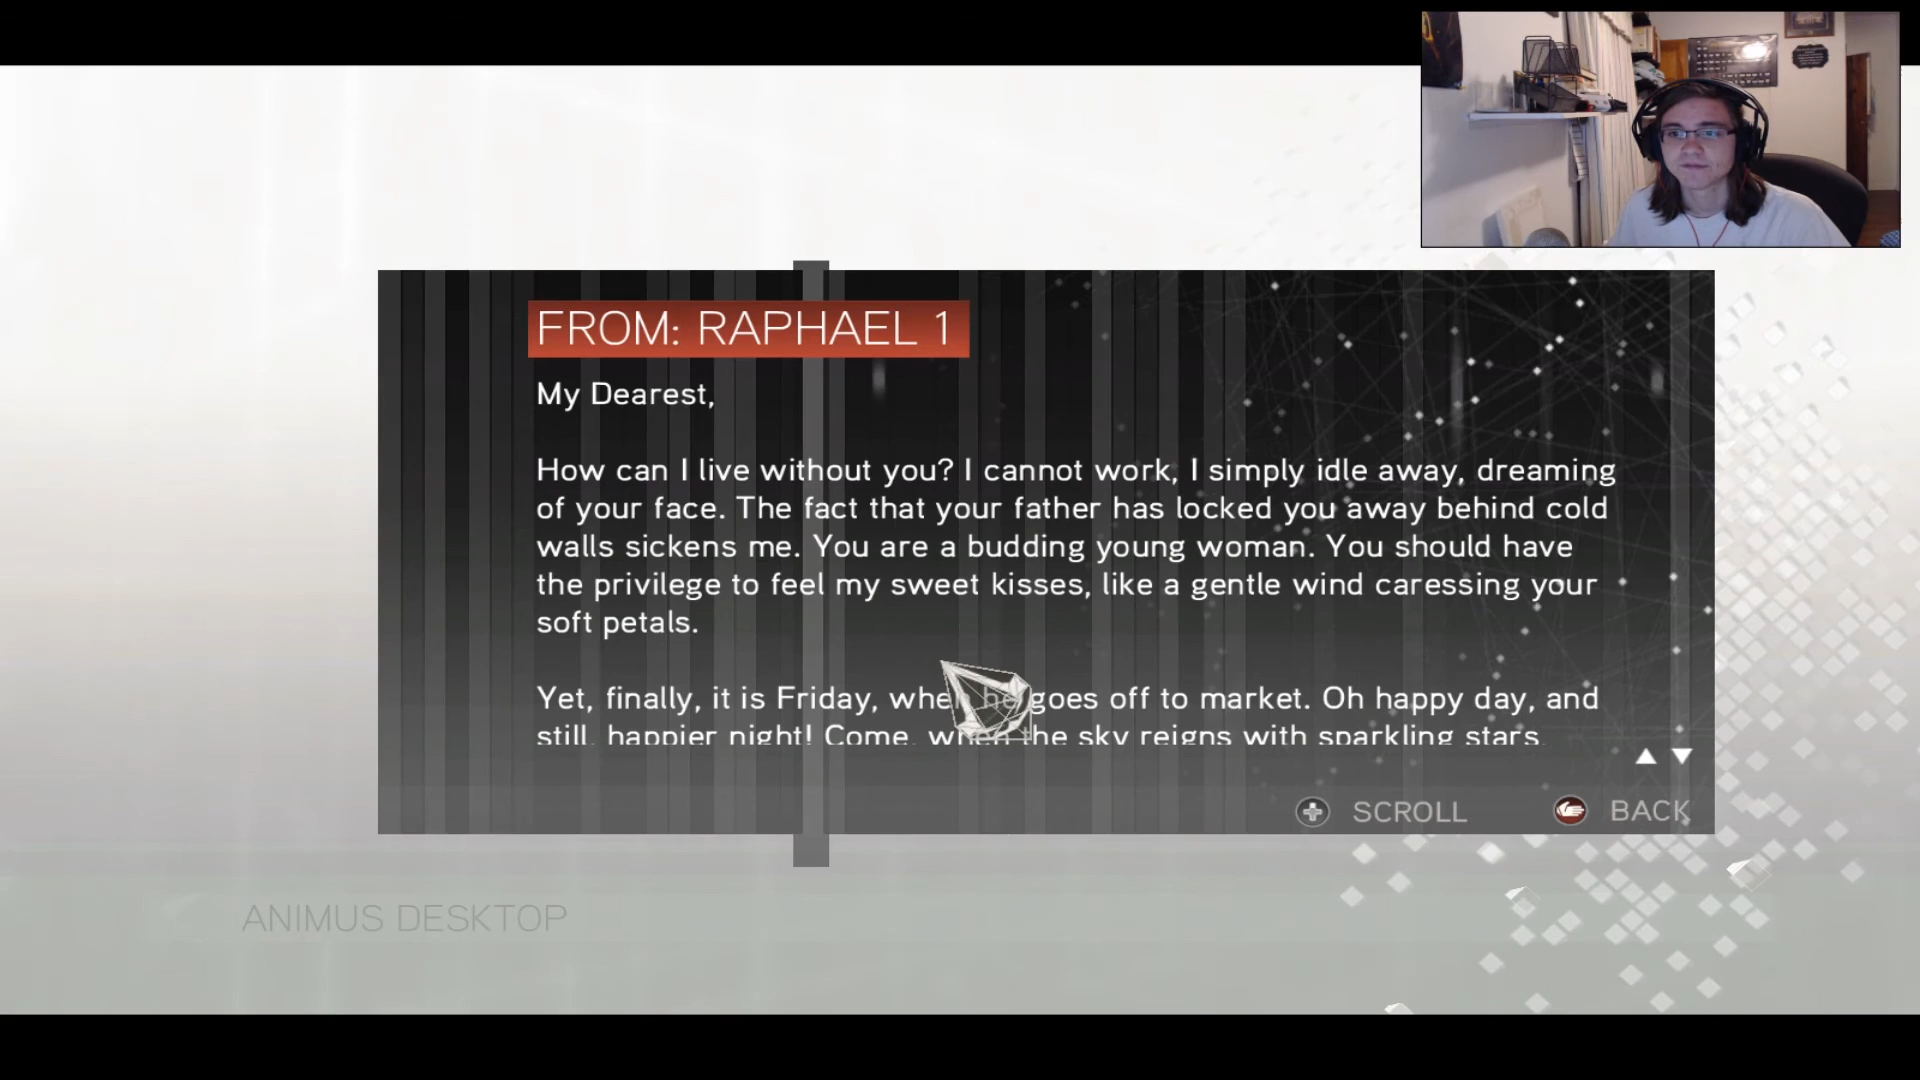 FROM: RAPHAEL 1
My Dearest,
How can I live without you? I cannot work, I simply idle away, dreaming
of your face. The fact that your father has locked you away behind cold
walls sickens me. You are a budding young woman. You should have
the privilege to feel my sweet kisses, like a gentle wind caressing your
soft petals.
Yet, finally, it is Friday, when he goes off to market. Oh happy day, and
still, happier night! Come, when the sky reigns with sparkling stars,
SCROLL BACK
ANIMUS DESKTOP